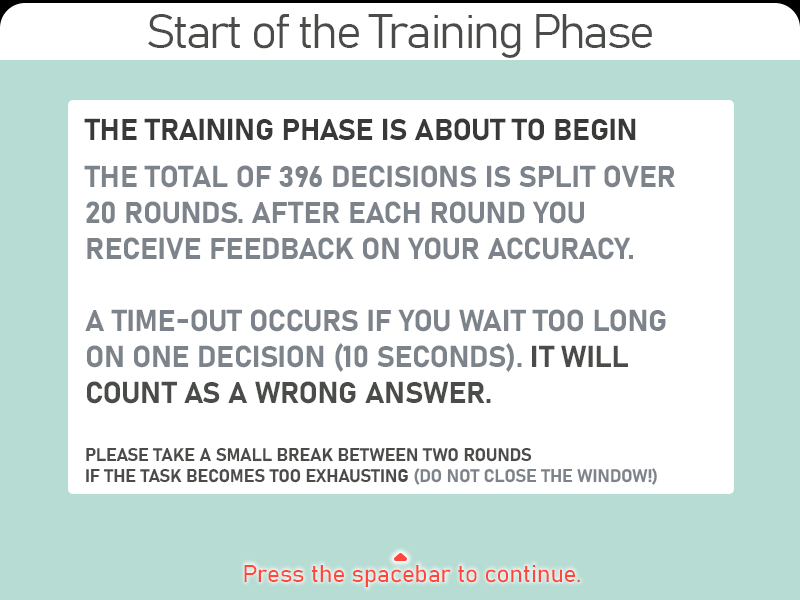 Start of the Training Phase
THE TRAINING PHASE IS ABOUT TO BEGIN
THE TOTAL OF 396 DECISIONS IS SPLIT OVER
20 ROUNDS. AFTER EACH ROUND YOU
RECEIVE FEEDBACK ON YOUR ACCURACY.
A TIME-OUT OCCURS IF YOU WAIT TOO LONG
ON ONE DECISION (10 SECONDS). IT WILL
COUNT AS A WRONG ANSWER.
PLEASE TAKE A SMALL BREAK BETWEEN TWO ROUNDS
IF THE TASK BECOMES TOO EXHAUSTING (DO NOT CLOSE THE WINDOW!)
Press the spacebar to continue.